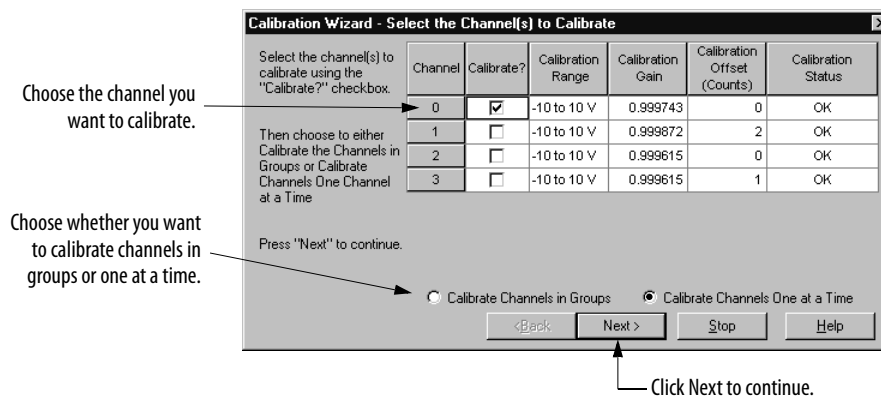 Calibration Wizard - Select the Channel(s) to Calibrate
Select the channel(s) to
calibrate using the
"Calibrate?" checkbox.
Then choose to either
Calibrate the Channels in
Groups or Calibrate
Channels One Channel
at a Time
Press "Next" to continue.
Channel Calibrate? Calibration Range Calibration Gain Calibration Offset (Counts) Calibration Status
0 -10 to 10 V 0.999743 0 OK
1 -10 to 10 V 0.999872 2 OK
2 -10 to 10 V 0.999615 0 OK
3 -10 to 10 V 0.999615 1 OK
Choose the channel you
want to calibrate.
Choose whether you want
to calibrate channels in
groups or one at a time.
Calibrate Channels in Groups Calibrate Channels One at a Time
<Back Next > Stop Help
Click Next to continue.